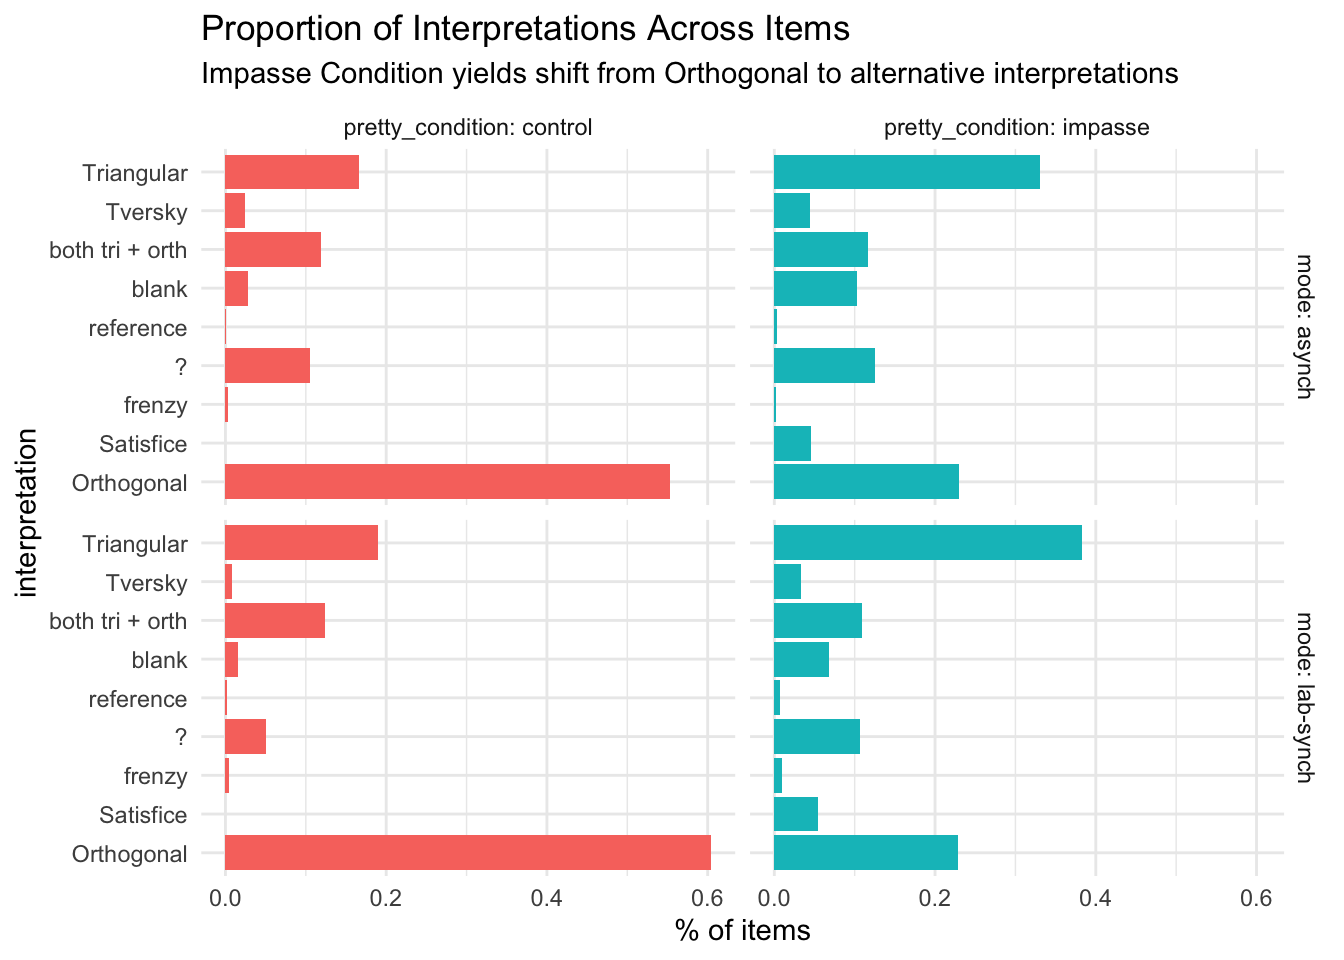 Proportion of Interpretations Across Items
Impasse Condition yields shift from Orthogonal to alternative interpretations
pretty_condition: control
pretty_condition: impasse
Triangular
Tversky
both tri + orth
blank
reference
?
frenzy
Satisfice
Orthogonal
mode: asynch
Triangular
Tversky
both tri + orth
blank
reference
?
frenzy
Satisfice
Orthogonal
mode: lab-synch
interpretation
0.0 0.2 0.4 0.6
0.0 0.2 0.4 0.6
% of items